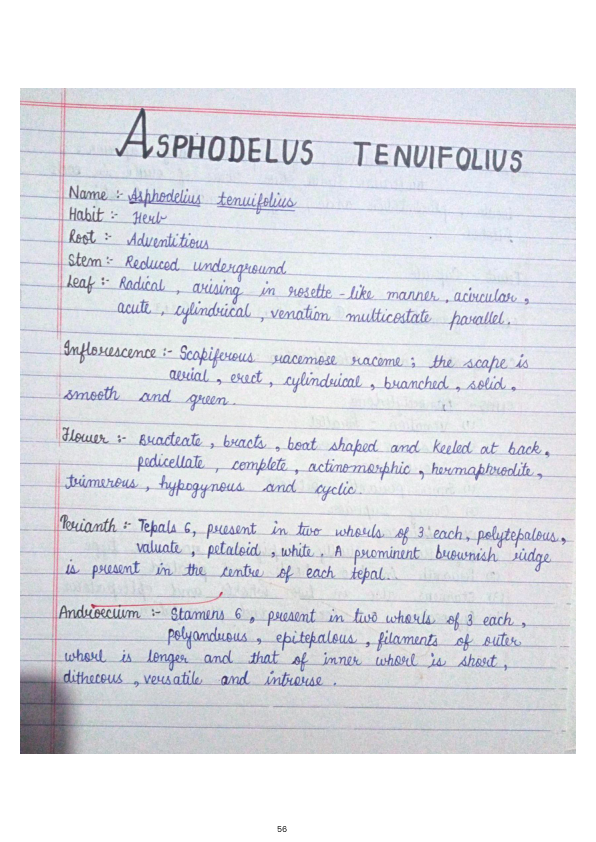 ASPHODELUS TENUIFOLIUS
Name :- Asphodelius tenuifolius
Habit :- Herb
Root :- Adventitious
Stem :- Reduced underground
Leaf :- Radical , arising in rosette - like manner , acircular ,
acute , cylindrical , venation multicostate parallel .
Inflorescence :- Scapiferous racemose raceme ; the scape is
aerial , erect , cylindrical , branched , solid ,
smooth and green .
Flower :- Bracteate , bracts , boat shaped and keeled at back ,
pedicellate , complete , actinomorphic , hermaphrodite ,
trimerous , hypogynous and cyclic .
Perianth :- Tepals 6, present in two whorls of 3 each , polytepalous ,
valuate , petaloid , white . A prominent brownish ridge
is present in the centre of each tepal .
Androecium :- Stamens 6 , present in two whorls of 3 each ,
polyandruous , epitepalous , filaments of outer
whorl is longer and that of inner whorl is short ,
dithecous , versatile and introrse .
56